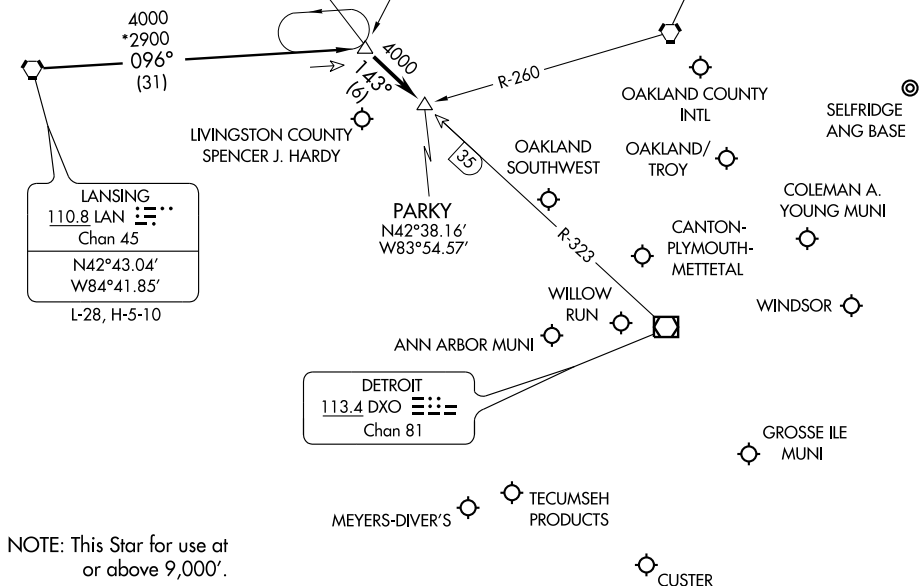 4000
*2900
096°
(31)
4000
143°
(6)
R-260
OAKLAND COUNTY
INTL
SELFRIDGE
ANG BASE
LIVINGSTON COUNTY
SPENCER J. HARDY
35
OAKLAND
SOUTHWEST
OAKLAND/
TROY
COLEMAN A.
YOUNG MUNI
LANSING
110.8 LAN
Chan 45
N42°43.04'
W84°41.85'
L-28, H-5-10
PARKY
N42°38.16'
W83°54.57'
R-323
CANTON-
PLYMOUTH-
METTETAL
WILLOW
RUN
WINDSOR
ANN ARBOR MUNI
DETROIT
113.4 DXO
Chan 81
GROSSE ILE
MUNI
MEYERS-DIVER'S
TECUMSEH
PRODUCTS
NOTE: This Star for use at
or above 9,000'.
CUSTER